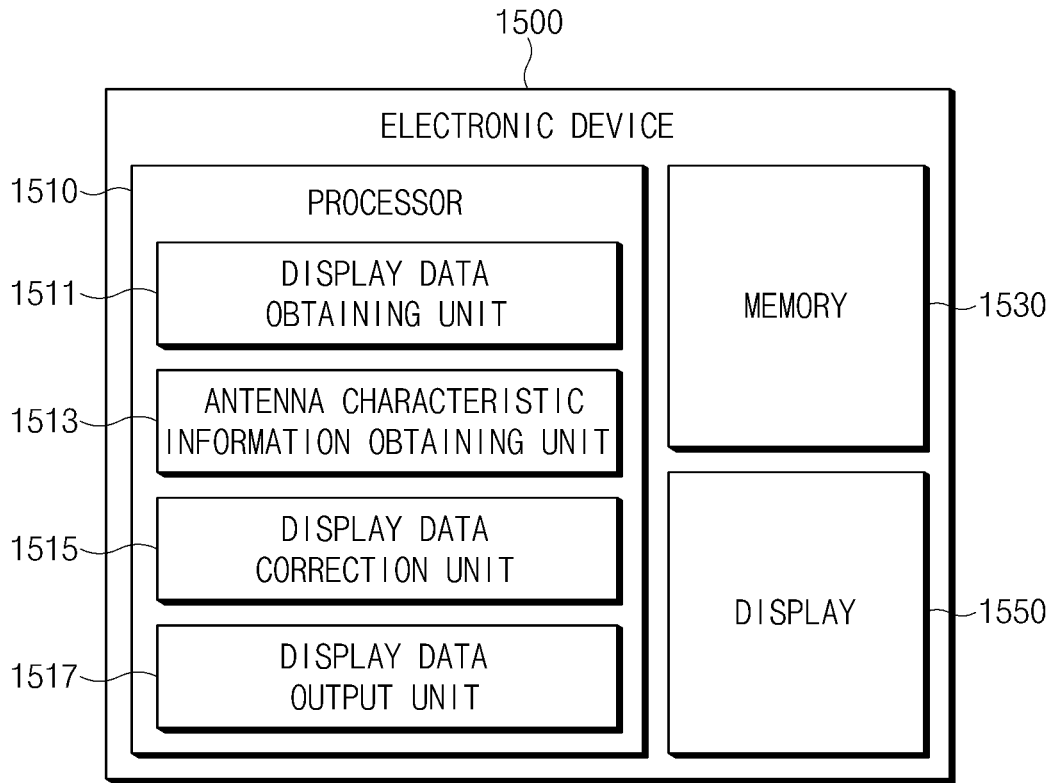 1500
ELECTRONIC DEVICE
1510
PROCESSOR
1511
DISPLAY DATA
OBTAINING UNIT
1513
ANTENNA CHARACTERISTIC
INFORMATION OBTAINING UNIT
1515
DISPLAY DATA
CORRECTION UNIT
1517
DISPLAY DATA
OUTPUT UNIT
MEMORY
1530
DISPLAY
1550